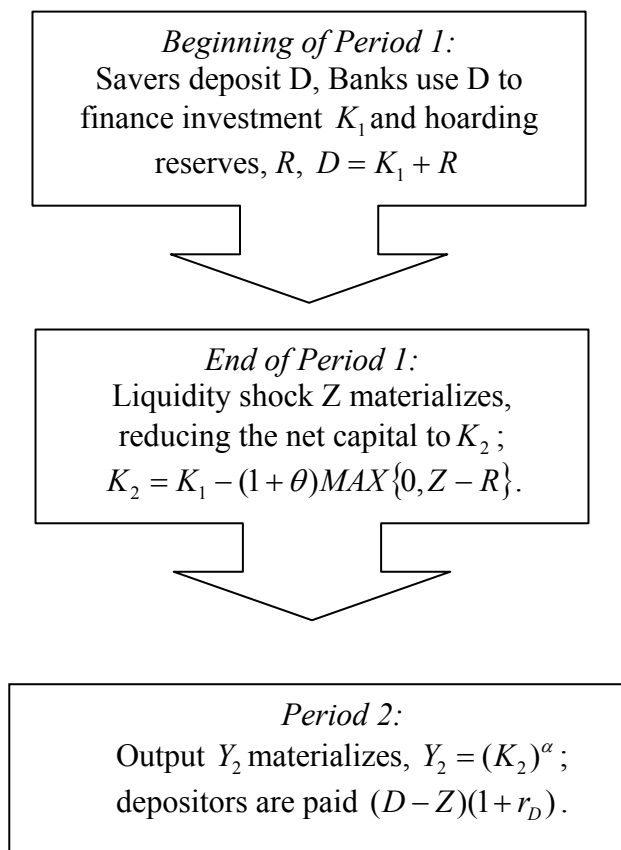 Beginning of Period 1:
Savers deposit D, Banks use D to
finance investment K₁ and hoarding
reserves, R, D = K₁ + R
End of Period 1:
Liquidity shock Z materializes,
reducing the net capital to K₂ ;
K₂ = K₁ − (1 + θ)MAX{0, Z − R}.
Period 2:
Output Y₂ materializes, Y₂ = (K₂)^α ;
depositors are paid (D − Z)(1 + r_D) .